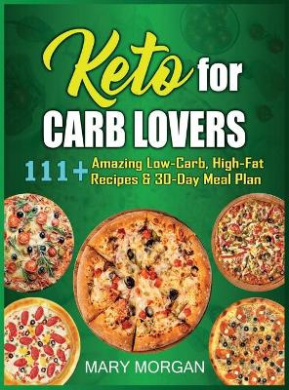 Keto for
CARB LOVERS
111+ Amazing Low-Carb, High-Fat
Recipes & 30-Day Meal Plan
MARY MORGAN